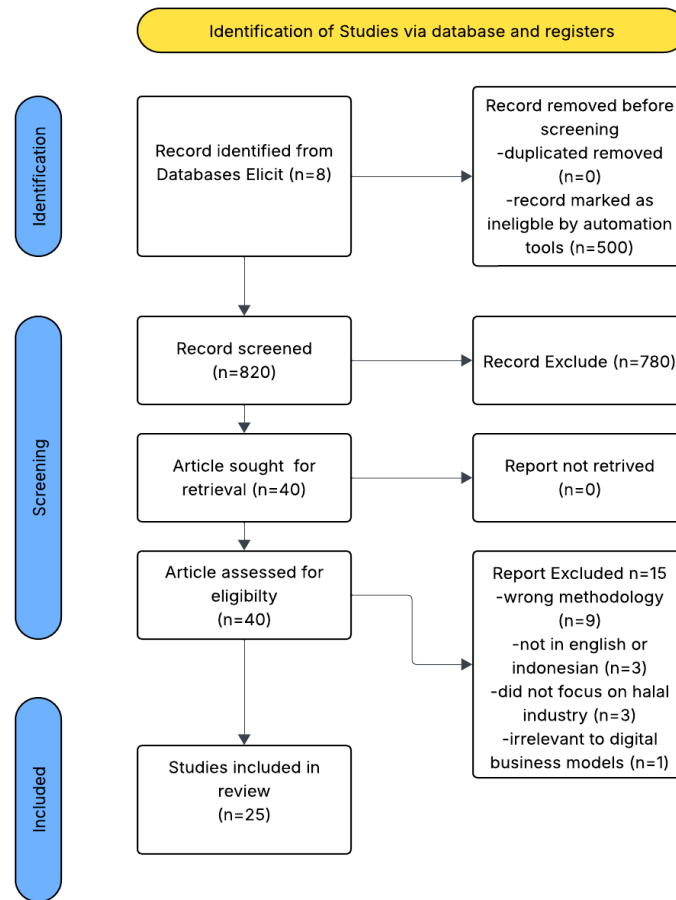 Identification of Studies via database and registers
Identification
Record identified from
Databases Elicit (n=8)
Record removed before
screening
-duplicated removed
(n=0)
-record marked as
ineligble by automation
tools (n=500)
Screening
Record screened
(n=820)
Record Exclude (n=780)
Article sought for
retrieval (n=40)
Report not retrived
(n=0)
Article assessed for
eligibilty
(n=40)
Report Excluded n=15
-wrong methodology
(n=9)
-not in english or
indonesian (n=3)
-did not focus on halal
industry (n=3)
-irrelevant to digital
business models (n=1)
Included
Studies included in
review
(n=25)